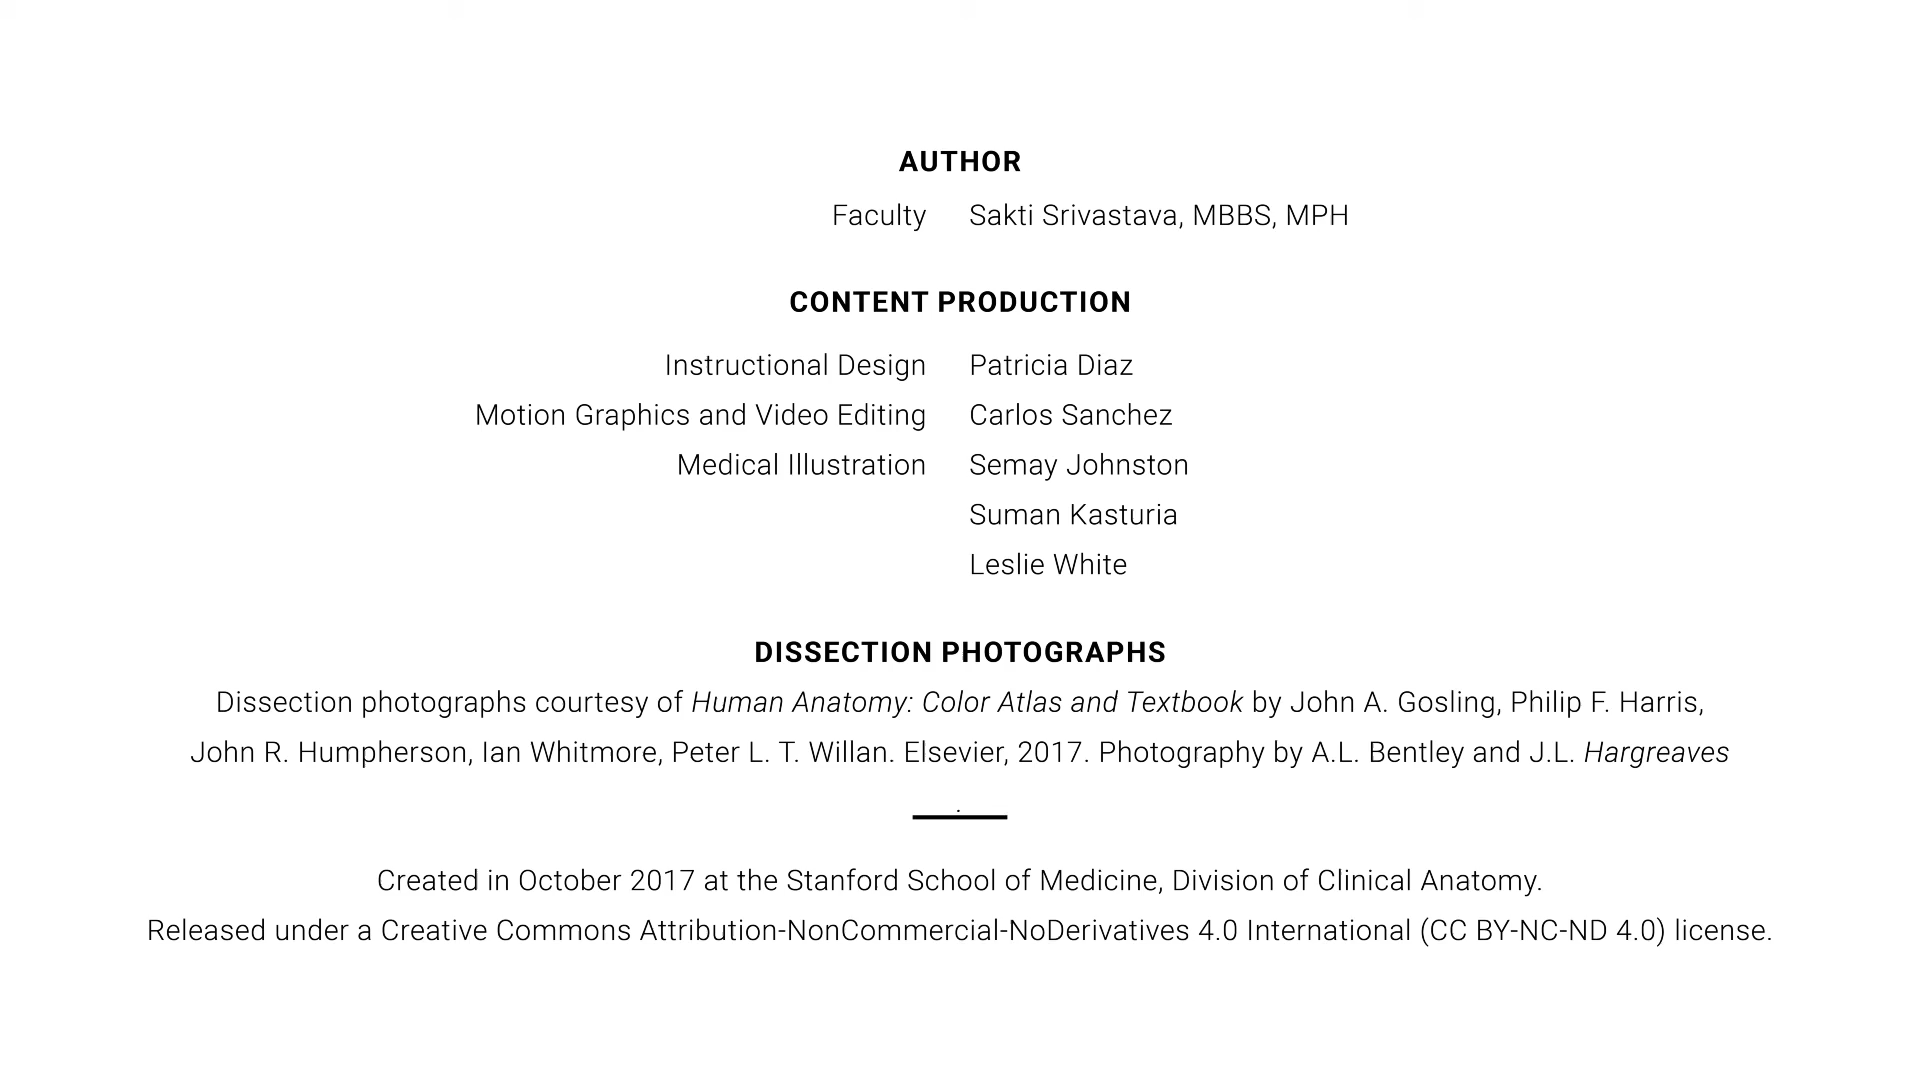 AUTHOR
Faculty Sakti Srivastava, MBBS, MPH
CONTENT PRODUCTION
Instructional Design Patricia Diaz
Motion Graphics and Video Editing Carlos Sanchez
Medical Illustration Semay Johnston
Suman Kasturia
Leslie White
DISSECTION PHOTOGRAPHS
Dissection photographs courtesy of Human Anatomy: Color Atlas and Textbook by John A. Gosling, Philip F. Harris,
John R. Humpherson, Ian Whitmore, Peter L. T. Willan. Elsevier, 2017. Photography by A.L. Bentley and J.L. Hargreaves
.
Created in October 2017 at the Stanford School of Medicine, Division of Clinical Anatomy.
Released under a Creative Commons Attribution-NonCommercial-NoDerivatives 4.0 International (CC BY-NC-ND 4.0) license.